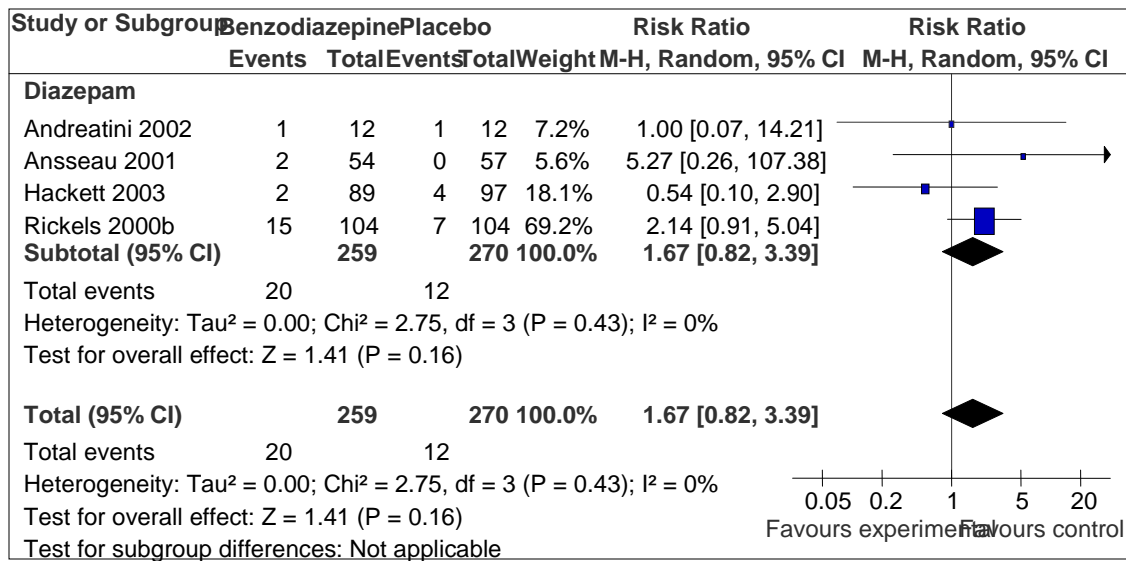 Study or Subgroup Benzodiazepine Placebo Risk Ratio Risk Ratio
Events Total Events Total Weight M-H, Random, 95% CI M-H, Random, 95% CI
Diazepam
Andreatini 2002 1 12 1 12 7.2% 1.00 [0.07, 14.21]
Ansseau 2001 2 54 0 57 5.6% 5.27 [0.26, 107.38]
Hackett 2003 2 89 4 97 18.1% 0.54 [0.10, 2.90]
Rickels 2000b 15 104 7 104 69.2% 2.14 [0.91, 5.04]
Subtotal (95% CI) 259 270 100.0% 1.67 [0.82, 3.39]
Total events 20 12
Heterogeneity: Tau² = 0.00; Chi² = 2.75, df = 3 (P = 0.43); I² = 0%
Test for overall effect: Z = 1.41 (P = 0.16)
Total (95% CI) 259 270 100.0% 1.67 [0.82, 3.39]
Total events 20 12
Heterogeneity: Tau² = 0.00; Chi² = 2.75, df = 3 (P = 0.43); I² = 0%
Test for overall effect: Z = 1.41 (P = 0.16)
Test for subgroup differences: Not applicable
0.05 0.2 1 5 20
Favours experimental Favours control